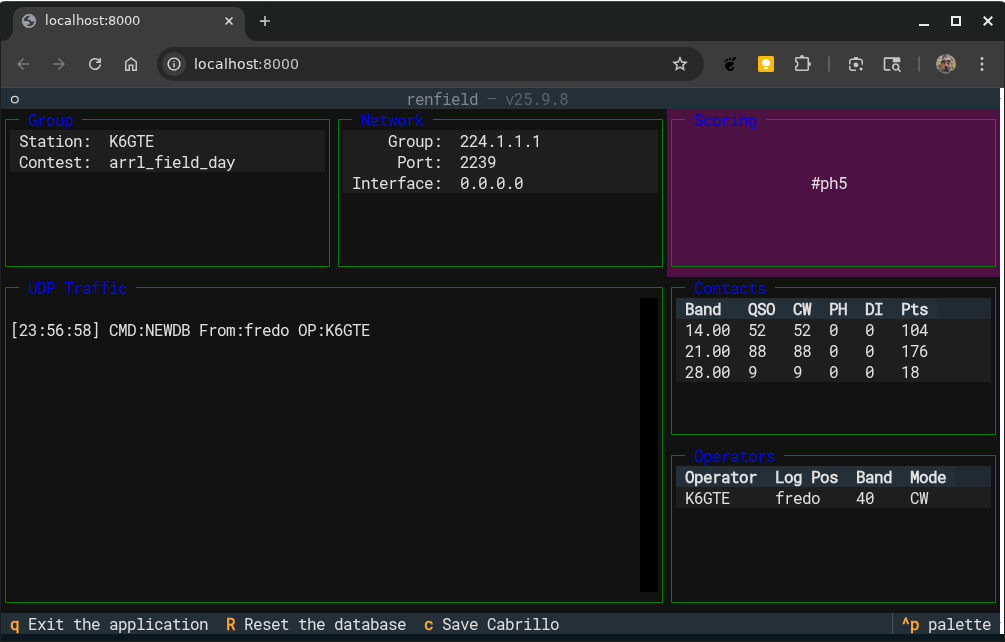 localhost:8000
localhost:8000
renfield — v25.9.8
Group
Station: K6GTE
Contest: arrl_field_day
Network
Group: 224.1.1.1
Port: 2239
Interface: 0.0.0.0
Scoring
#ph5
UDP Traffic
[23:56:58] CMD:NEWDB From:fredo OP:K6GTE
Contacts
Band QSO CW PH DI Pts
14.00 52 52 0 0 104
21.00 88 88 0 0 176
28.00 9 9 0 0 18
Operators
Operator Log Pos Band Mode
K6GTE fredo 40 CW
q Exit the application R Reset the database c Save Cabrillo ^p palette